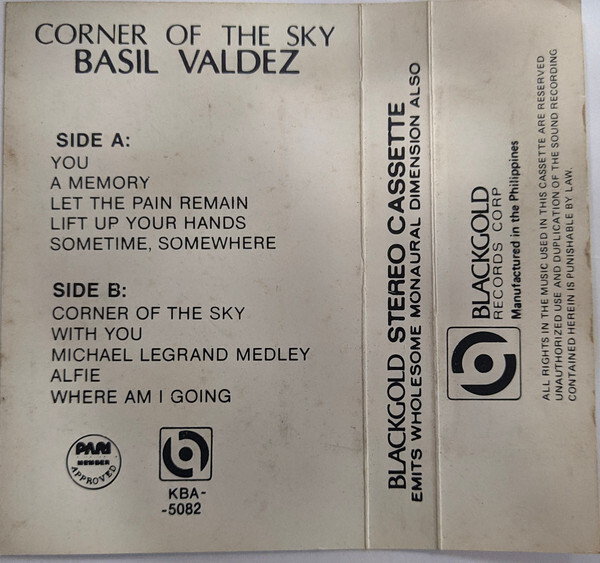 CORNER OF THE SKY
BASIL VALDEZ
SIDE A:
YOU
A MEMORY
LET THE PAIN REMAIN
LIFT UP YOUR HANDS
SOMETIME, SOMEWHERE
SIDE B:
CORNER OF THE SKY
WITH YOU
MICHAEL LEGRAND MEDLEY
ALFIE
WHERE AM I GOING
PARI
MEMBER
APPROVED
KBA-
-5082
BLACKGOLD STEREO CASSETTE
EMITS WHOLESOME MONAURAL DIMENSION ALSO
BLACKGOLD
RECORDS CORP
Manufactured in the Philippines
ALL RIGHTS IN THE MUSIC USED IN THIS CASSETTE ARE RESERVED
UNAUTHORIZED USE AND DUPLICATION OF THE SOUND RECORDING
CONTAINED HEREIN IS PUNISHABLE BY LAW.